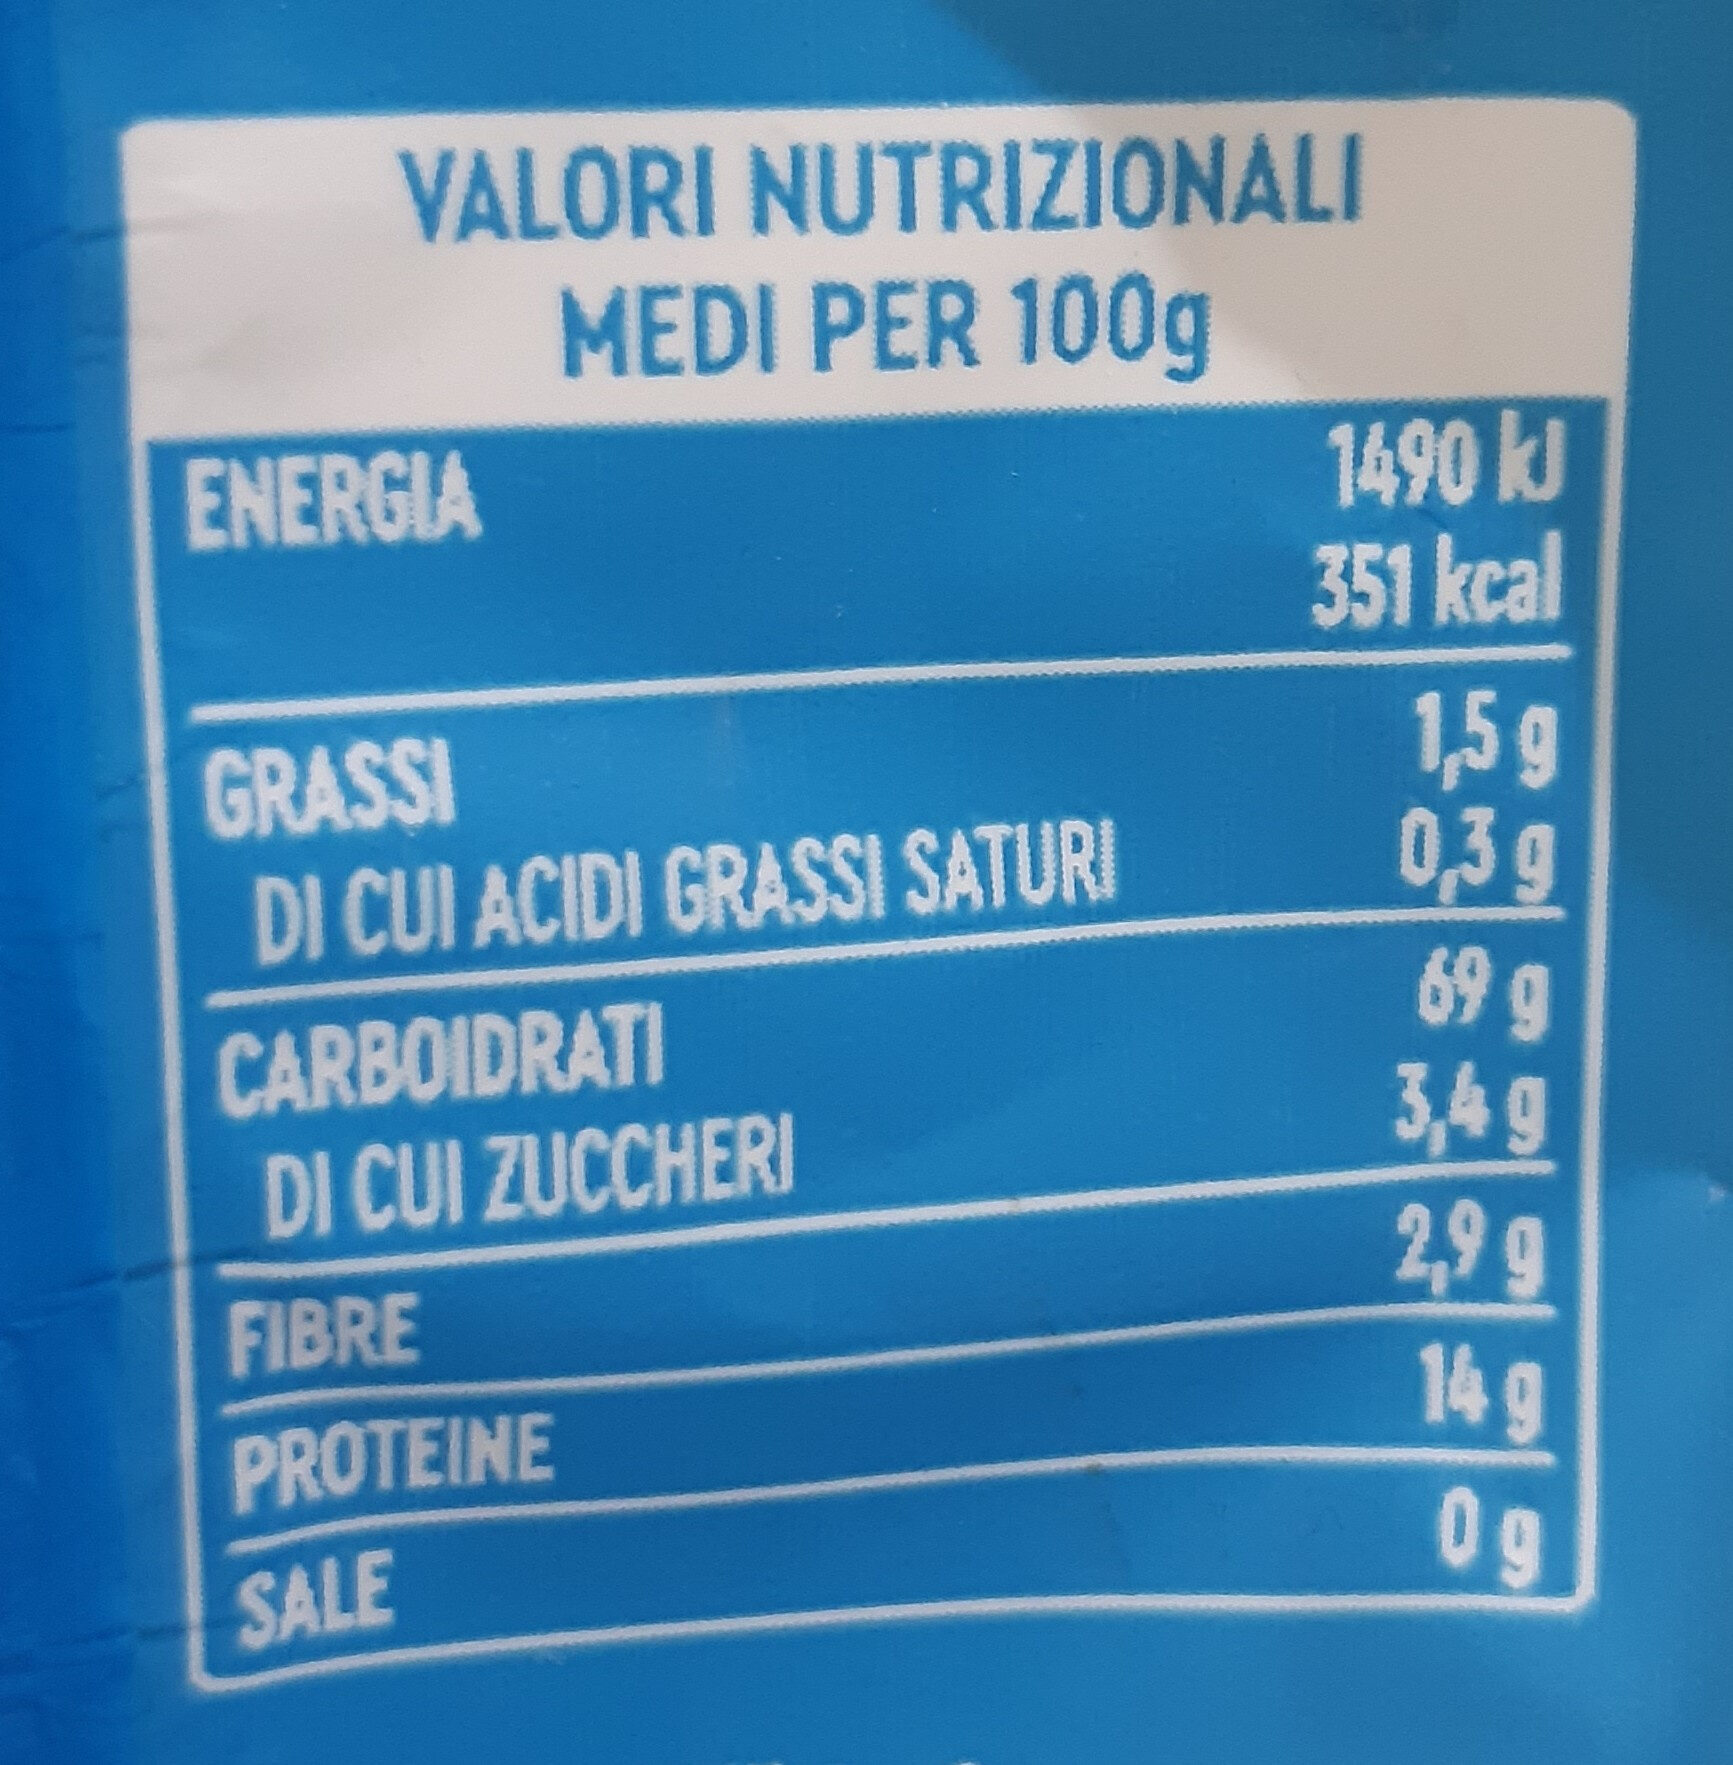 VALORI NUTRIZIONALI
MEDI PER 100g
ENERGIA 1490 kJ
351 kcal
GRASSI 1,5 g
DI CUI ACIDI GRASSI SATURI 0,3 g
CARBOIDRATI 69 g
DI CUI ZUCCHERI 3,4 g
FIBRE 2,9 g
PROTEINE 14 g
SALE 0 g